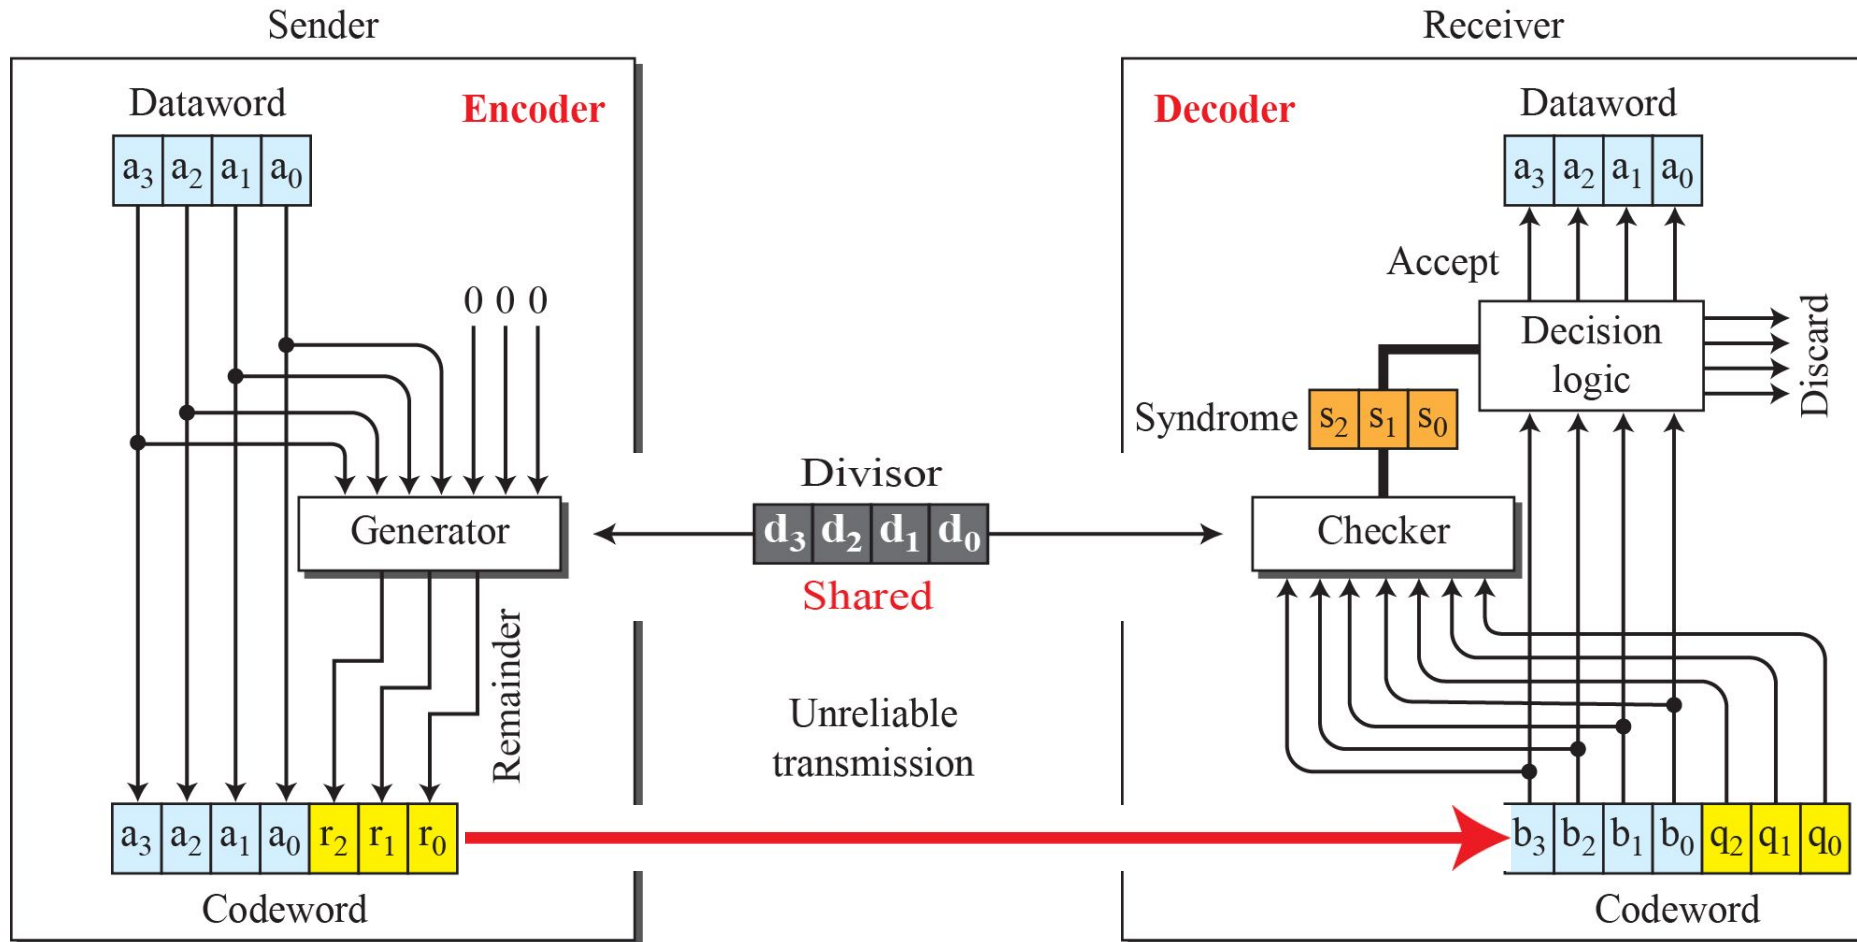 Sender
Dataword
Encoder
a3 a2 a1 a0
0 0 0
Generator
Remainder
a3 a2 a1 a0 r2 r1 r0
Codeword
Divisor
d3 d2 d1 d0
Shared
Unreliable
transmission
Receiver
Decoder
Dataword
a3 a2 a1 a0
Accept
Decision
logic
Discard
Syndrome
s2 s1 s0
Checker
b3 b2 b1 b0 q2 q1 q0
Codeword